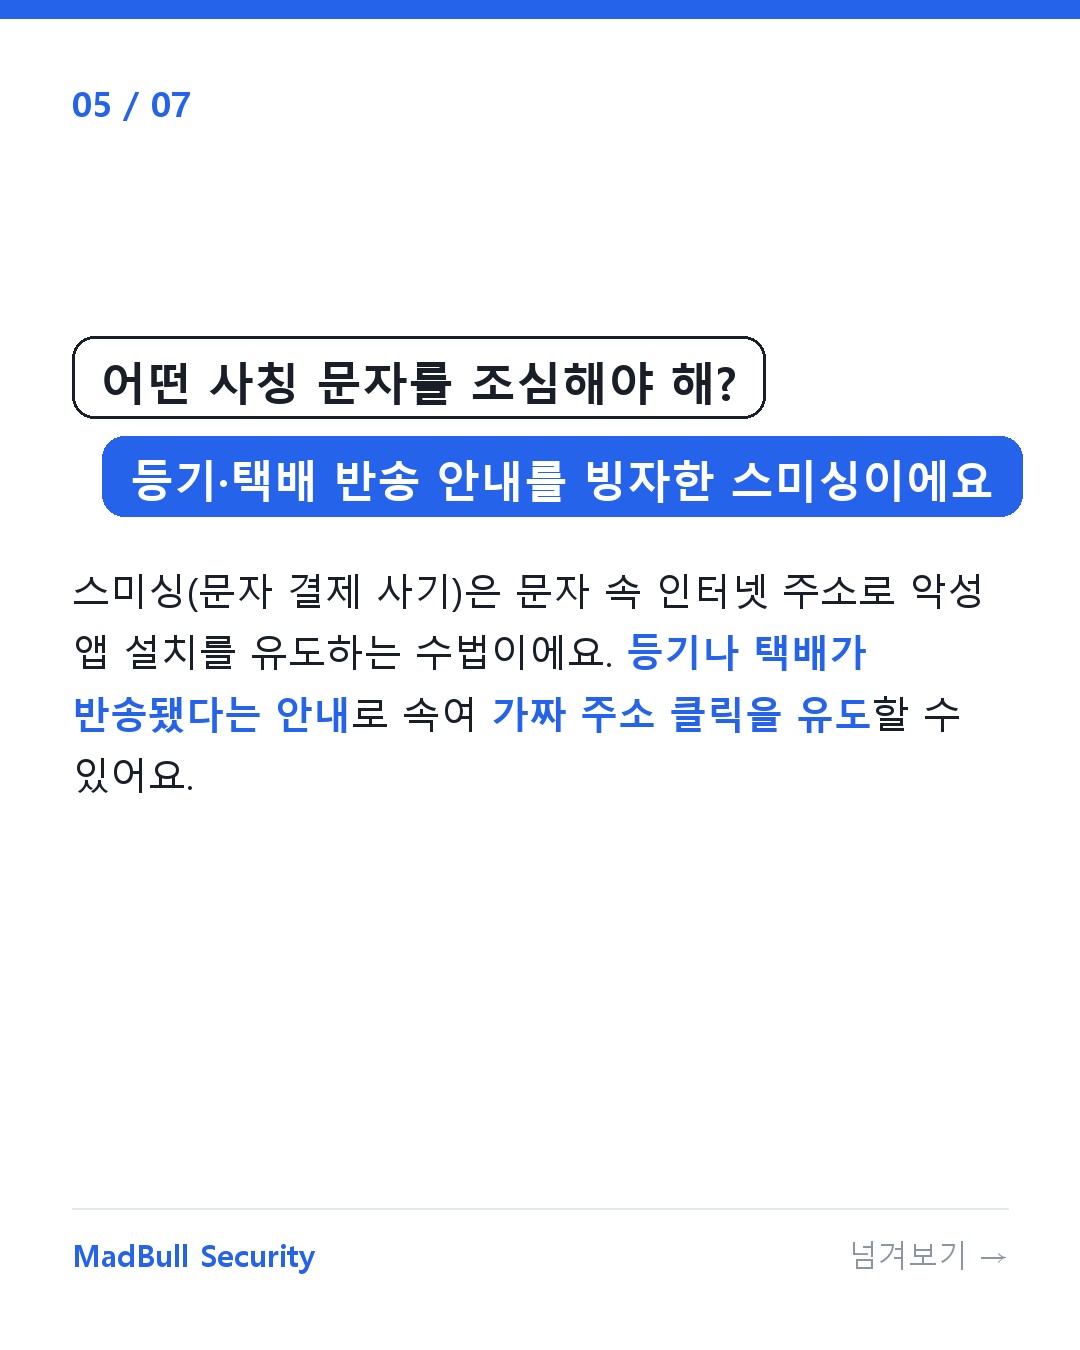 05 / 07
어떤 사칭 문자를 조심해야 해?
등기·택배 반송 안내를 빙자한 스미싱이에요
스미싱(문자 결제 사기)은 문자 속 인터넷 주소로 악성
앱 설치를 유도하는 수법이에요. 등기나 택배가
반송됐다는 안내로 속여 가짜 주소 클릭을 유도할 수
있어요.
MadBull Security
넘겨보기 →